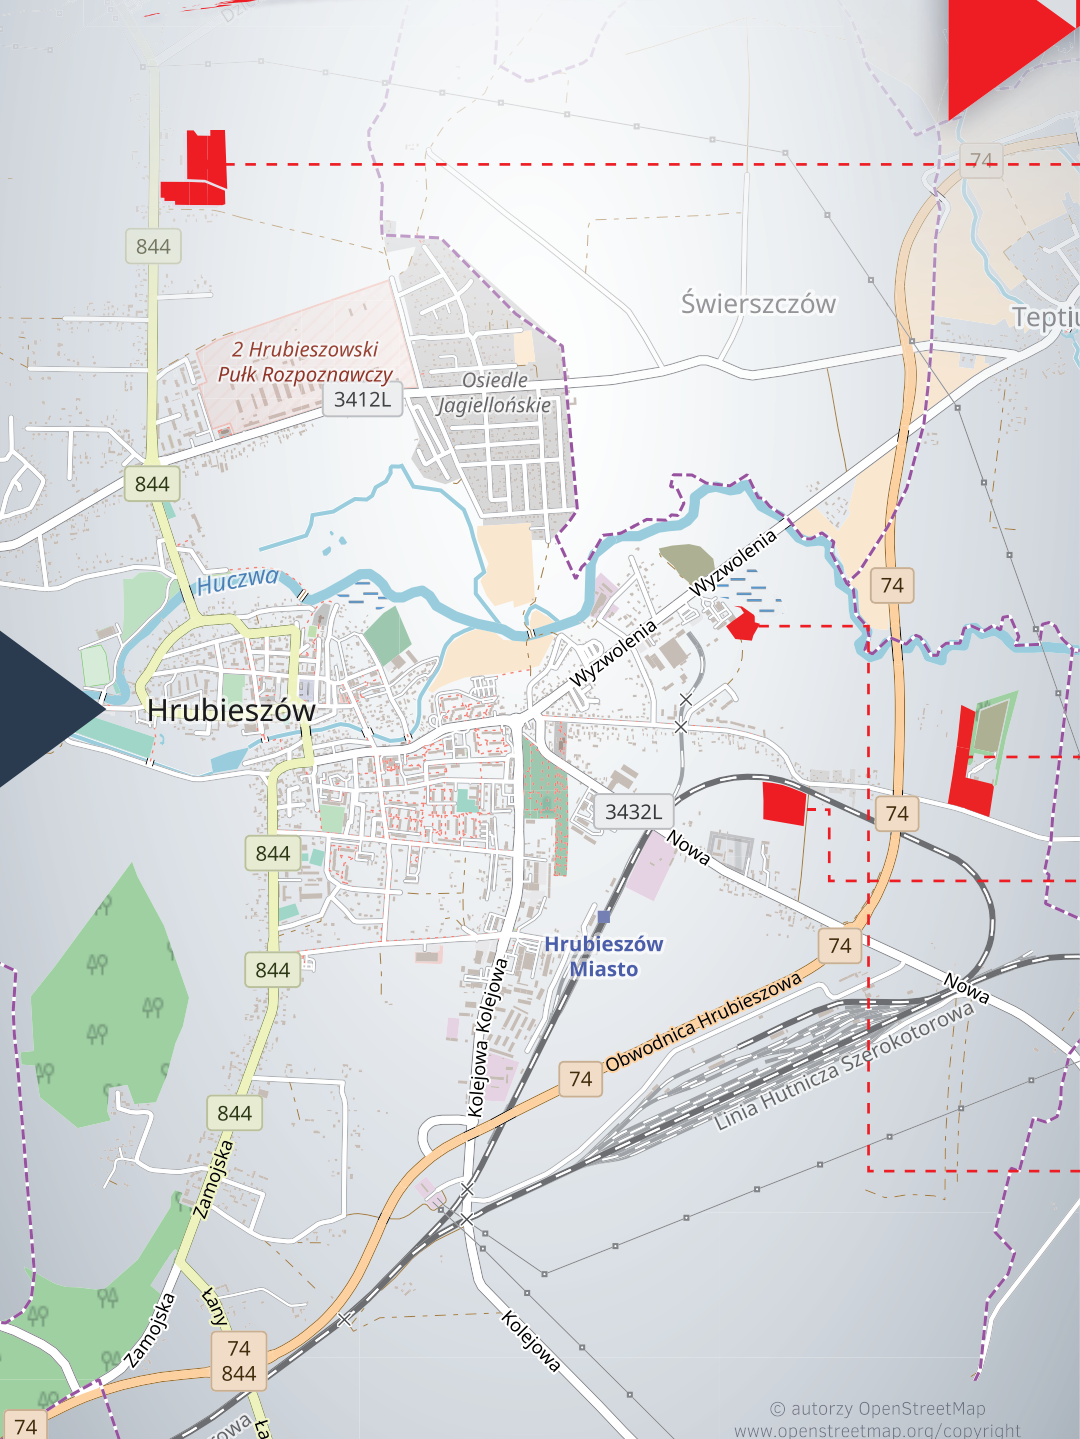 74
844
Świerszczów
Teptiu
2 Hrubieszowski
Pułk Rozpoznawczy
3412L
Osiedle
Jagiellońskie
844
Huczwa
Wyzwolenia
74
Wyzwolenia
Hrubieszów
3432L
74
Nowa
844
Hrubieszów
Miasto
74
844
Nowa
Kolejowa
Kolejowa
Obwodnica Hrubieszowa
Linia Hutnicza Szerokotorowa
74
844
Zamojska
Łany
Zamojska
Kolejowa
74
844
© autorzy OpenStreetMap
www.openstreetmap.org/copyright
74
rowa
Ła